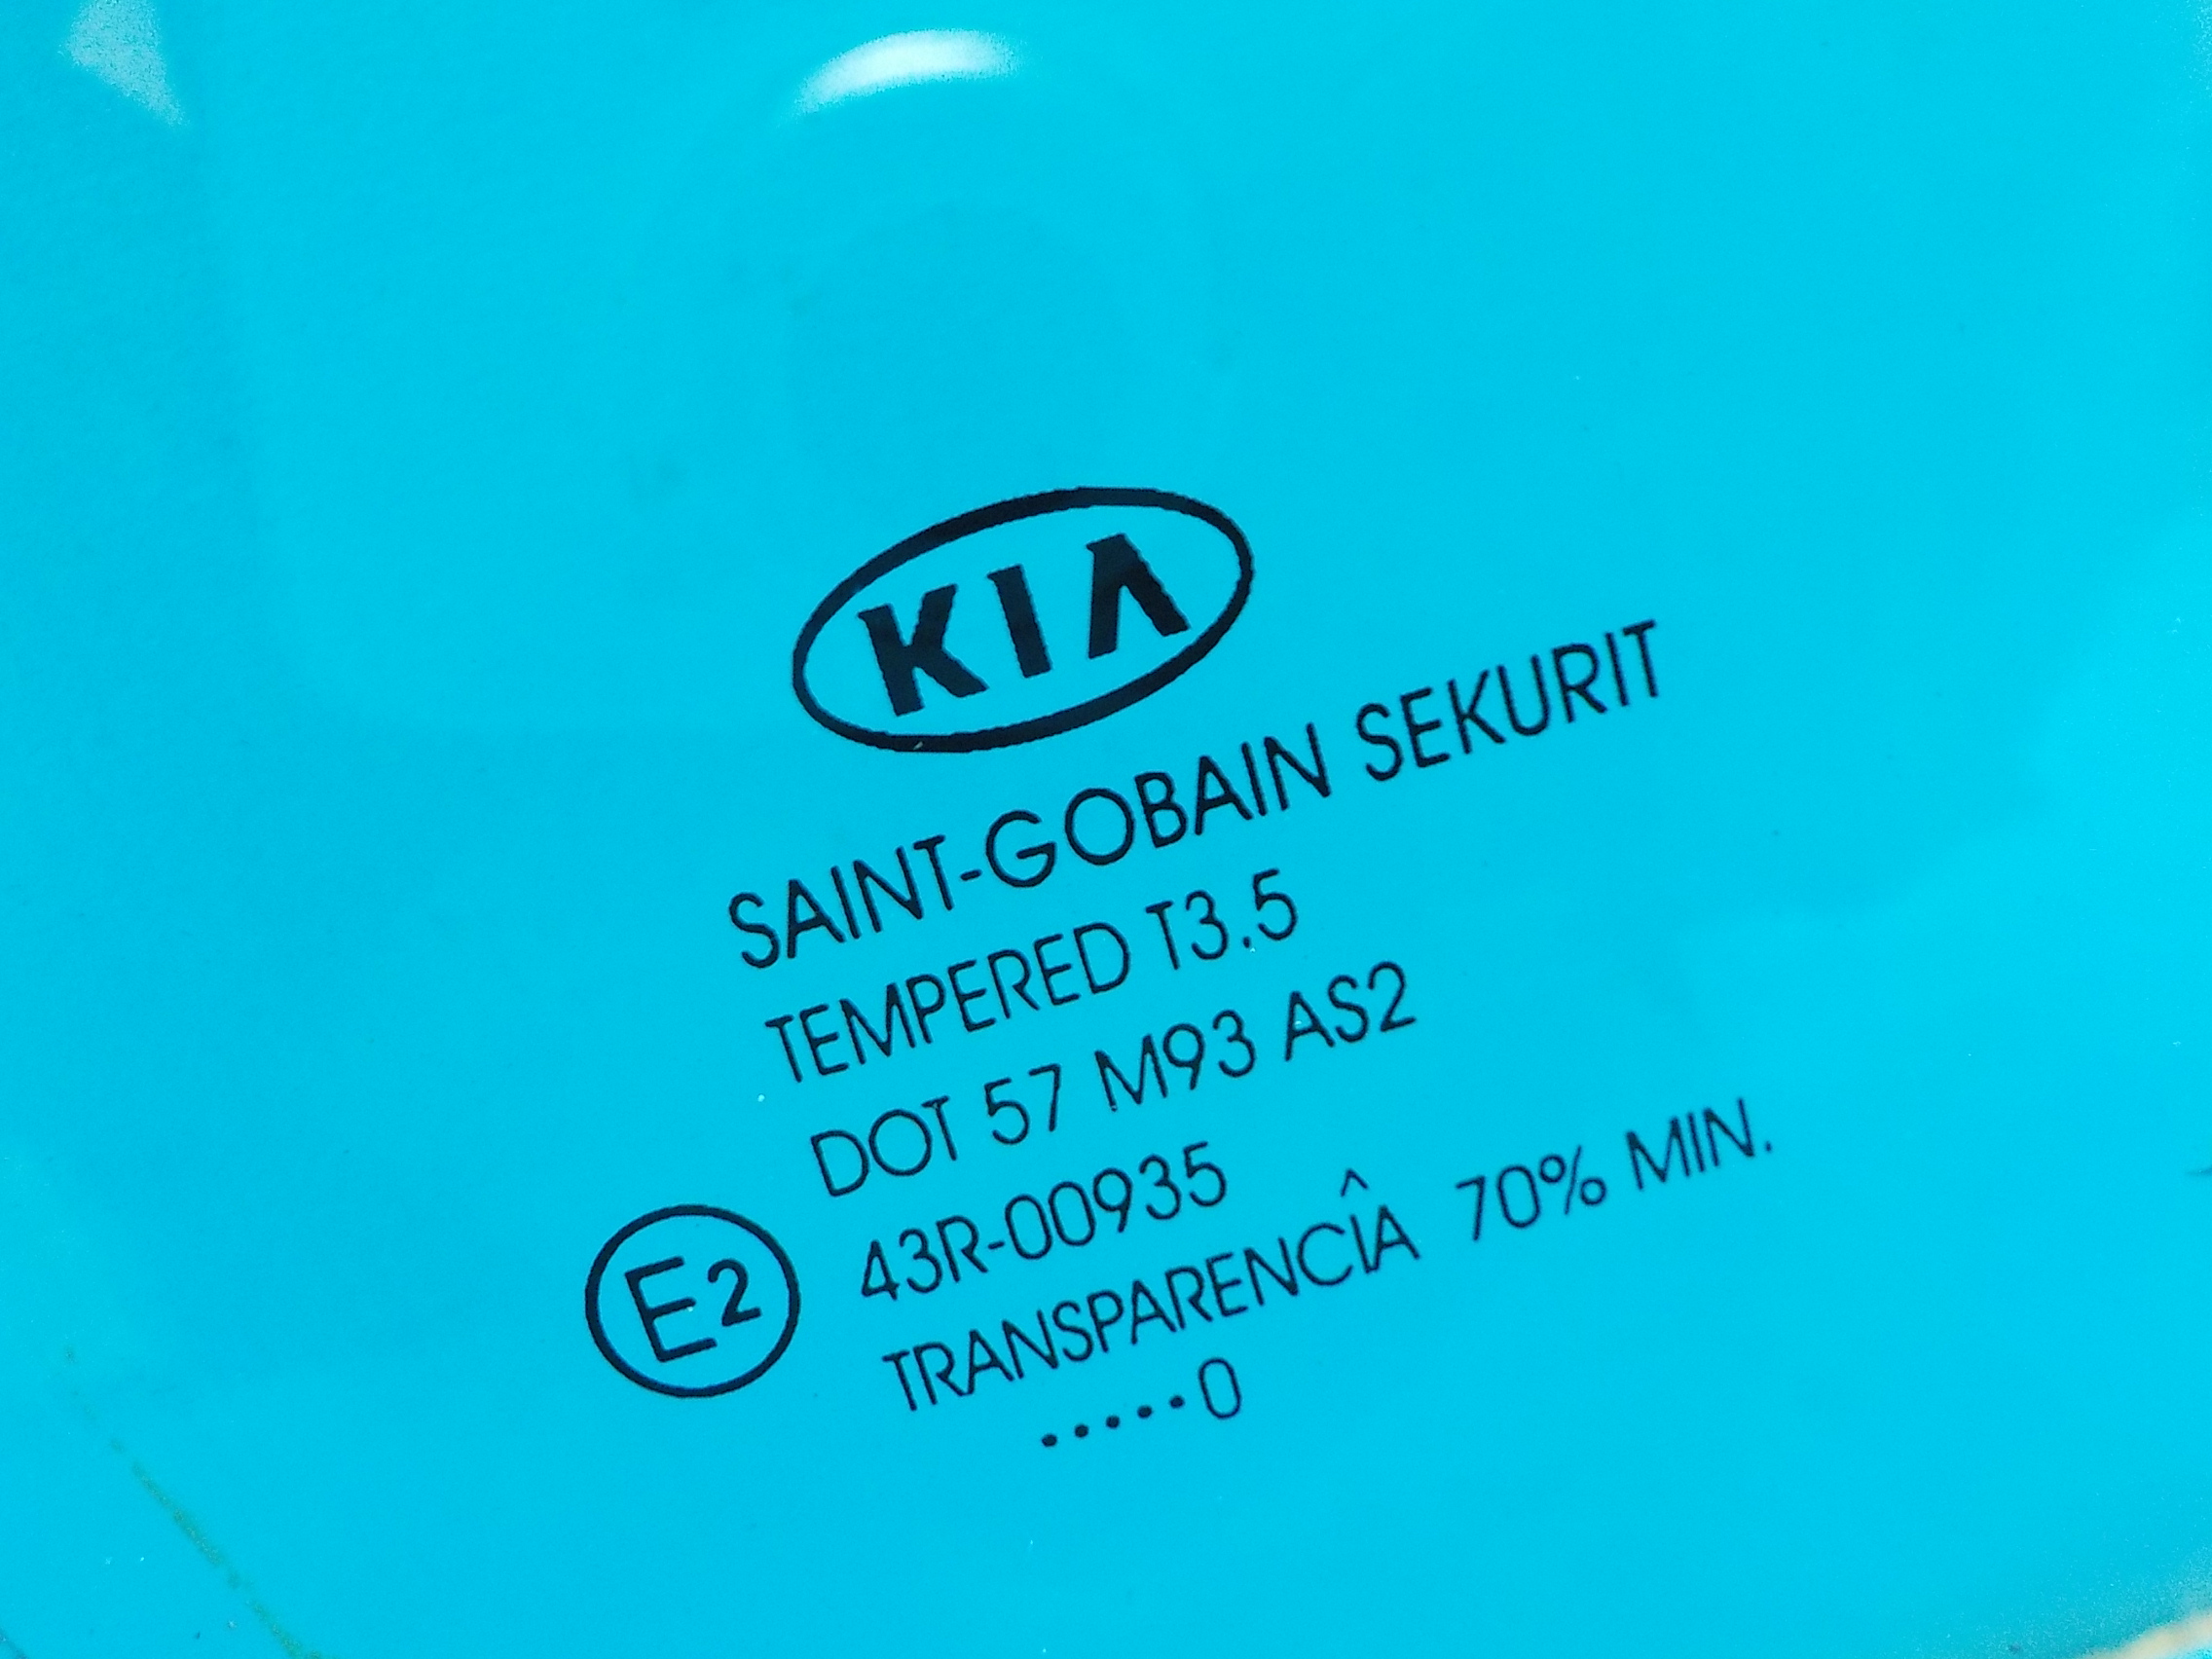 KIA
SAINT-GOBAIN SEKURIT
TEMPERED T3.5
DOT 57 M93 AS2
E2 43R-00935
TRANSPARENCÎA 70% MIN.
.....0